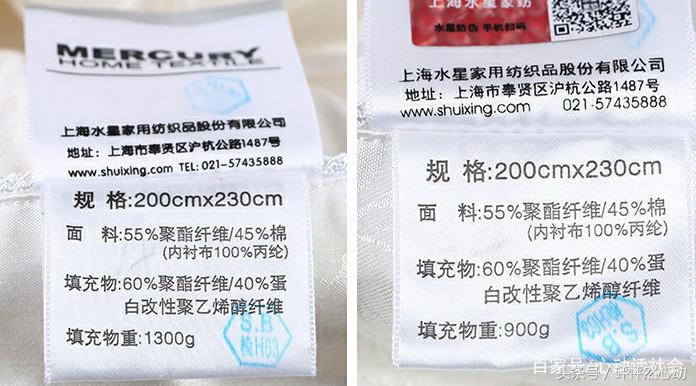 MERCURY
HOME TEXTILE
上海水星家用纺织品股份有限公司
地址：上海市奉贤区沪杭公路1487号
www.shuixing.com TEL: 021-57435888
规 格:200cmx230cm
面 料:55%聚酯纤维/45%棉
(内衬布100%丙纶)
填充物:60%聚酯纤维/40%蛋
白改性聚乙烯醇纤维
填充物重:1300g
S.B
检H63
上海水星家纺
水星防伪 手机扫码
上海水星家用纺织品股份有限公司
地址：上海市奉贤区沪杭公路1487号
www.shuixing.com 021-57435888
规 格:200cmx230cm
面 料:55%聚酯纤维/45%棉
(内衬布100%丙纶)
填充物:60%聚酯纤维/40%蛋
白改性聚乙烯醇纤维
填充物重:900g
S.B